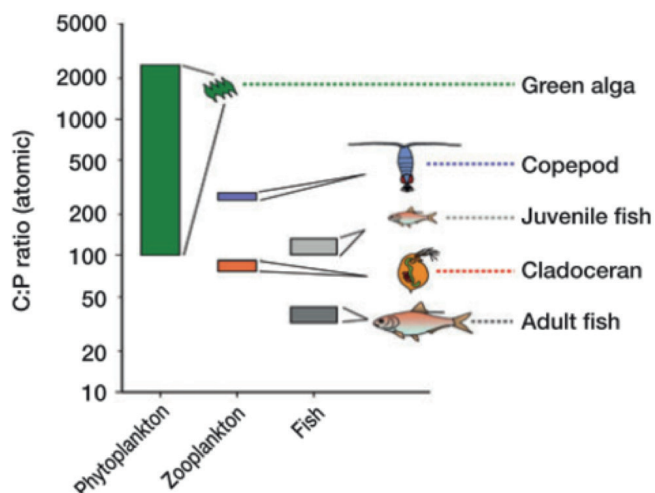 5000
2000
1000
500
200
100
50
20
10
C:P ratio (atomic)
Phytoplankton
Zooplankton
Fish
Green alga
Copepod
Juvenile fish
Cladoceran
Adult fish